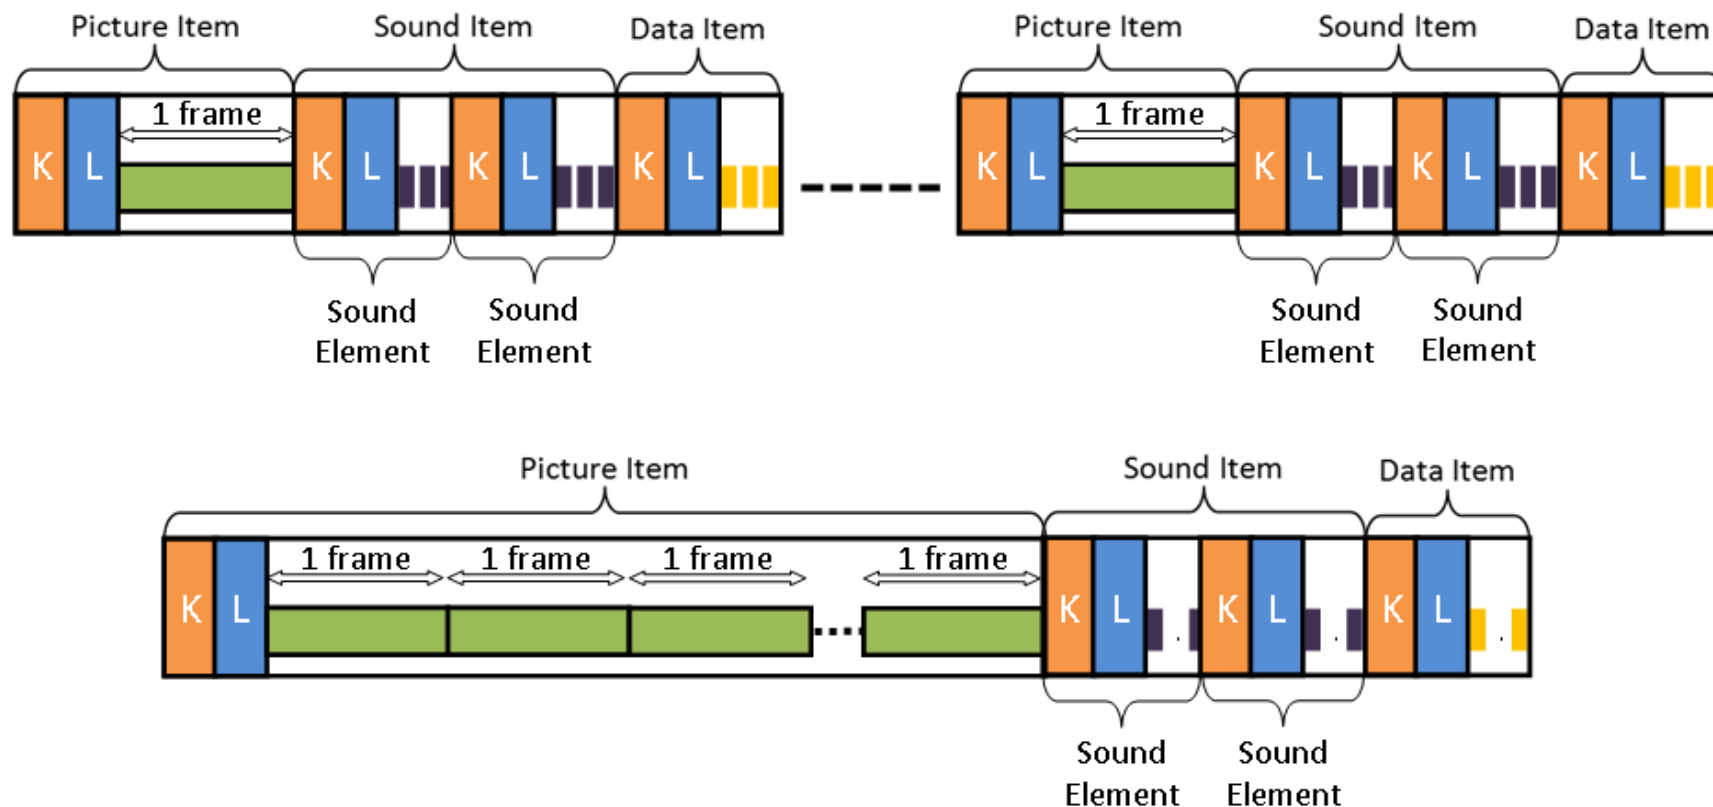 Picture Item Sound Item Data Item Picture Item Sound Item Data Item
1 frame 1 frame
K L K L K L K L K L K L K L K L
Sound Sound Sound Sound
Element Element Element Element
Picture Item Sound Item Data Item
1 frame 1 frame 1 frame 1 frame
K L K L K L K L
Sound Sound
Element Element